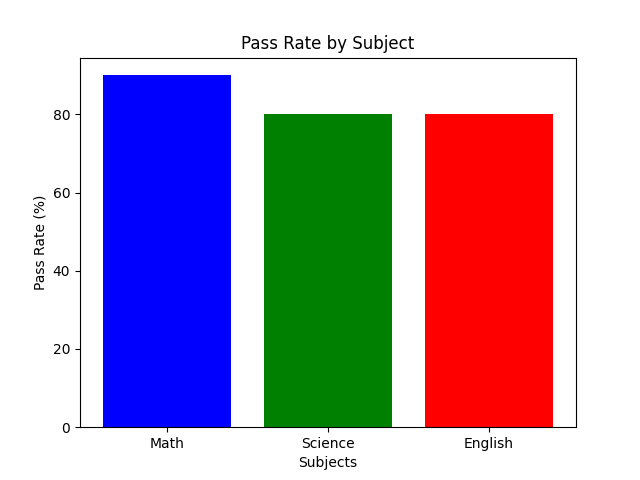 Pass Rate by Subject
Pass Rate (%)
80
60
40
20
0
Math Science English
Subjects